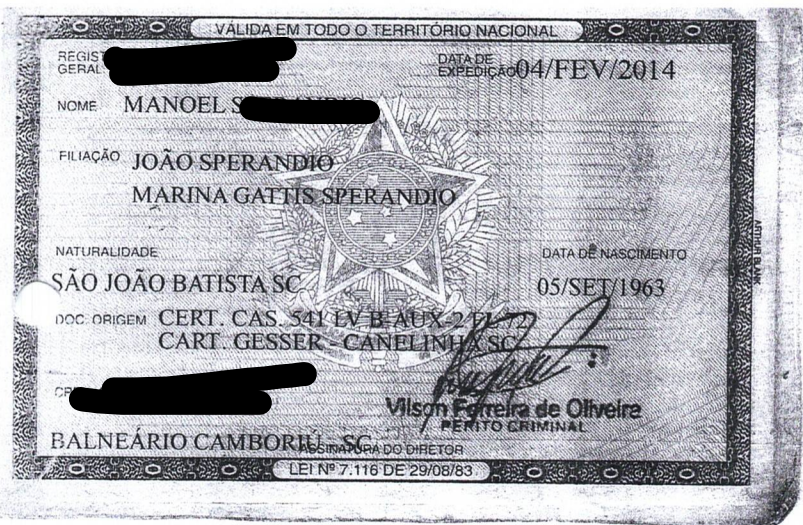 VÁLIDA EM TODO O TERRITÓRIO NACIONAL
REGIST
GERAL
DATA DE
EXPEDIÇÃO 04/FEV/2014
NOME MANOEL
FILIAÇÃO JOÃO SPERANDIO
MARINA GATTIS SPERANDIO
NATURALIDADE DATA DE NASCIMENTO
SÃO JOÃO BATISTA SC 05/SET/1963
DOC. ORIGEM CERT. CAS. 541 LV B-AUX-2
CART. GESSER - CANELINHA SC
Vilson Ferreira de Oliveira
PERITO CRIMINAL
BALNEÁRIO CAMBORIÚ - SC
ASSINATURA DO DIRETOR
LEI Nº 7.116 DE 29/08/83
ARTHUR BLANK